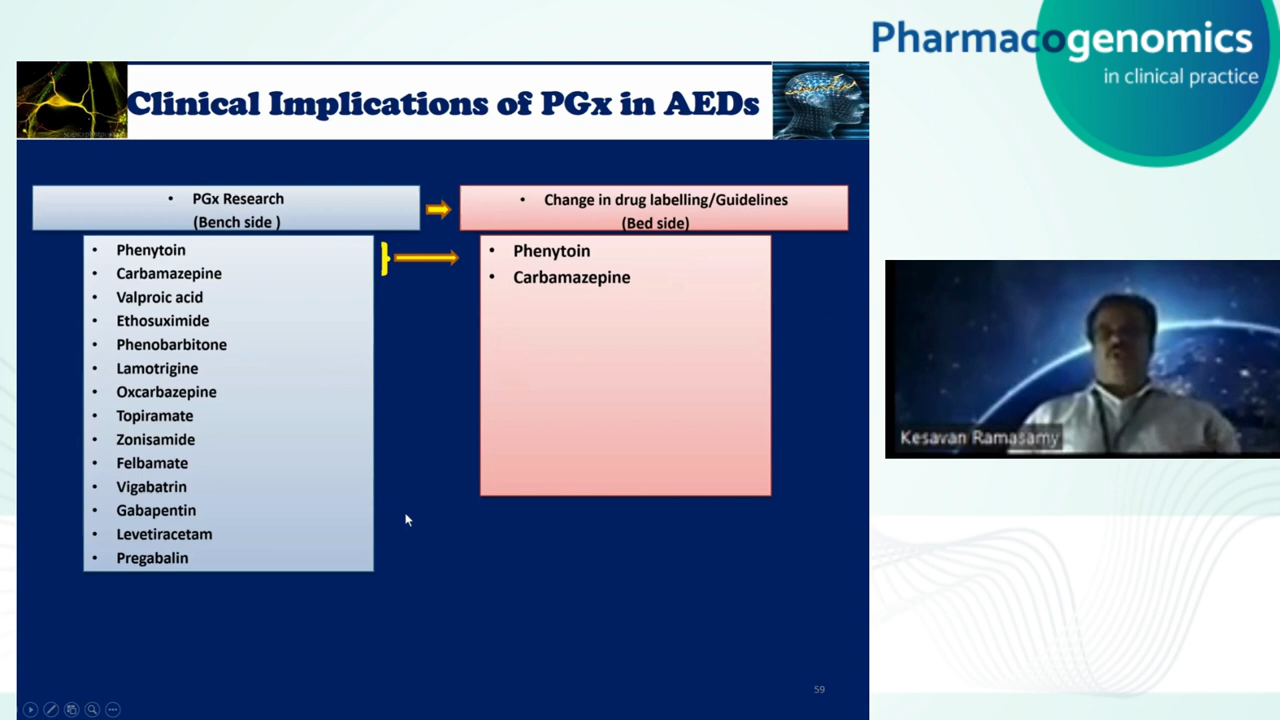 Pharmacogenomics
in clinical practice
Clinical Implications of PGx in AEDs
• PGx Research
(Bench side )
• Change in drug labelling/Guidelines
(Bed side)
• Phenytoin
• Carbamazepine
• Valproic acid
• Ethosuximide
• Phenobarbitone
• Lamotrigine
• Oxcarbazepine
• Topiramate
• Zonisamide
• Felbamate
• Vigabatrin
• Gabapentin
• Levetiracetam
• Pregabalin
• Phenytoin
• Carbamazepine
Kesavan Ramasamy
59